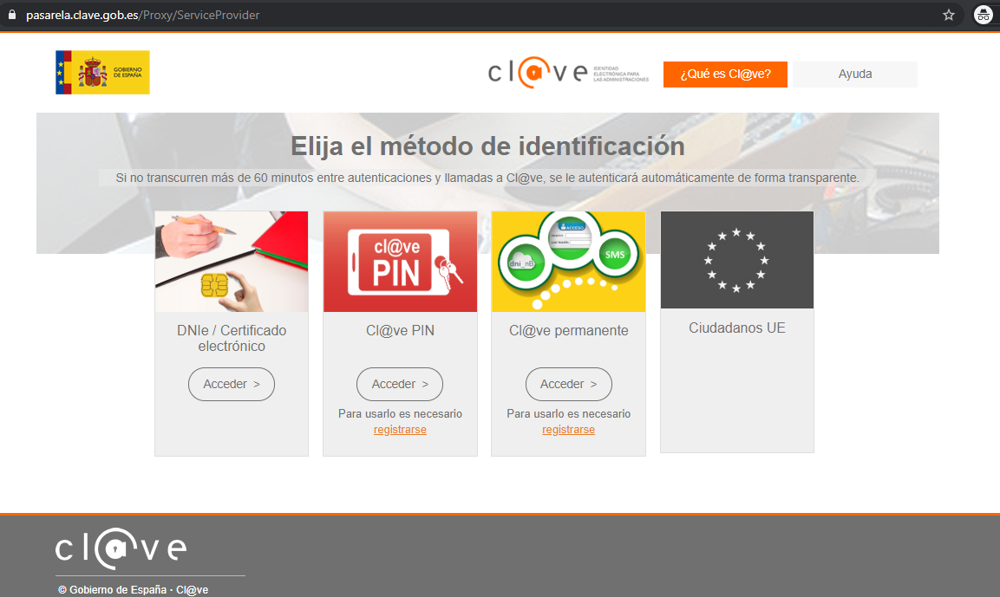 pasarela.clave.gob.es/Proxy/ServiceProvider
GOBIERNO
DE ESPAÑA
cl@ve
IDENTIDAD
ELECTRÓNICA PARA
LAS ADMINISTRACIONES
¿Qué es Cl@ve?
Ayuda
Elija el método de identificación
Si no transcurren más de 60 minutos entre autenticaciones y llamadas a Cl@ve, se le autenticará automáticamente de forma transparente.
cl@ve
PIN
ACCESO
dni_nB
SMS
DNIe / Certificado
electrónico
Acceder >
Cl@ve PIN
Acceder >
Para usarlo es necesario
registrarse
Cl@ve permanente
Acceder >
Para usarlo es necesario
registrarse
Ciudadanos UE
cl@ve
© Gobierno de España - Cl@ve